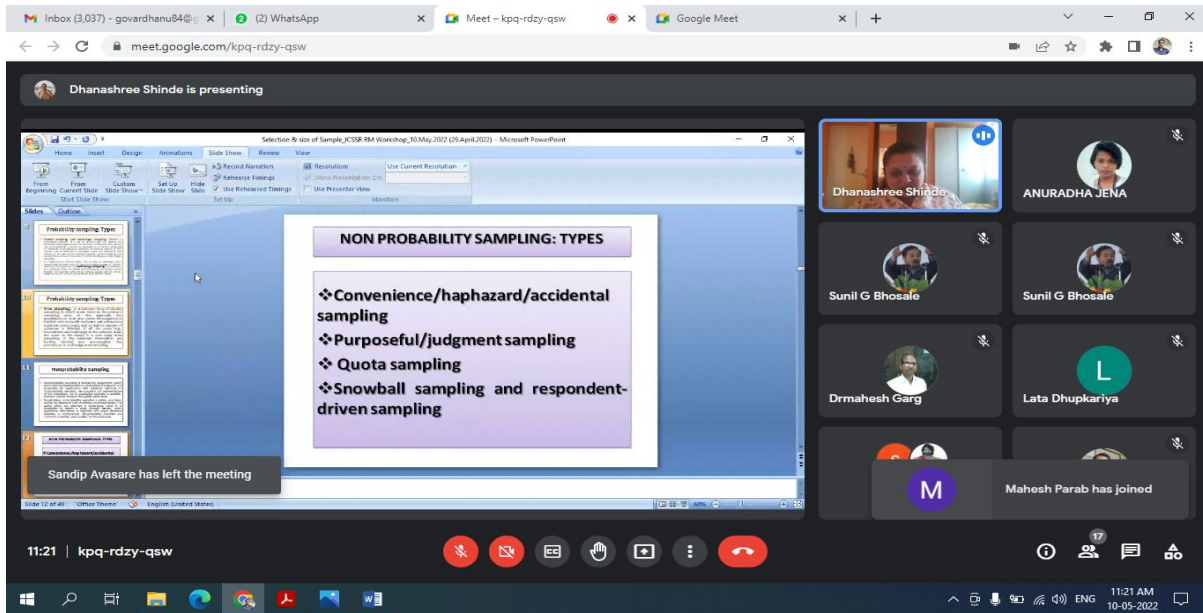 Inbox (3,037) - govardhanu84@g
(2) WhatsApp
Meet – kpq-rdzy-qsw
Google Meet
meet.google.com/kpq-rdzy-qsw
Dhanashree Shinde is presenting
Selection & size of Sample_ICSSR RM Workshop_10.May.2022 (29.April.2022) - Microsoft PowerPoint
Home Insert Design Animations Slide Show Review View
From Beginning
From Current Slide
Custom Slide Show
Start Slide Show
Set Up Slide Show
Hide Slide
Record Narration
Rehearse Timings
Use Rehearsed Timings
Set Up
Resolution: Use Current Resolution
Show Presentation On:
Use Presenter View
Monitors
Slides Outline
Probability sampling: Types
10
Probability sampling: Types
11
Nonprobability sampling
12
NON PROBABILITY SAMPLING: TYPES
NON PROBABILITY SAMPLING: TYPES
❖Convenience/haphazard/accidental
sampling
❖Purposeful/judgment sampling
❖ Quota sampling
❖Snowball sampling and respondent-
driven sampling
Slide 12 of 49 "Office Theme" English (United States)
68%
Sandip Avasare has left the meeting
Dhanashree Shinde
ANURADHA JENA
Sunil G Bhosale
Sunil G Bhosale
Drmahesh Garg
L
Lata Dhupkariya
S
M
Mahesh Parab has joined
11:21 | kpq-rdzy-qsw
17
ENG
11:21 AM
10-05-2022